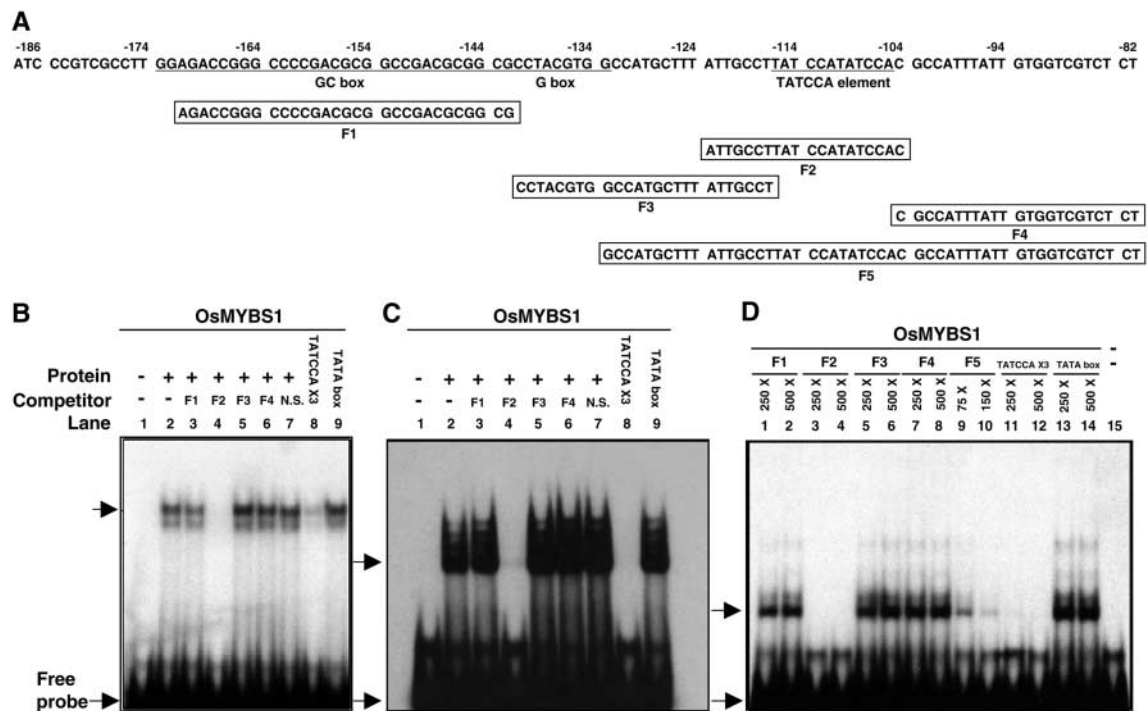 A
-186 -174 -164 -154 -144 -134 -124 -114 -104 -94 -82
ATC CCGTCGCCTT GGAGACCGGG CCCCGACGCG GCCGACGCGG CGCCTACGTGG GCCATGCTTT ATTGCCTTAT CCATATCCAC GCCATTTATT GTGGTCGTCT CT
GC box G box TATCCA element
AGACCGGG CCCCGACGCG GCCGACGCGG CG
F1
ATTGCCTTAT CCATATCCAC
F2
CCTACGTG GCCATGCTTT ATTGCCT
F3
C GCCATTTATT GTGGTCGTCT CT
F4
GCCATGCTTT ATTGCCTTAT CCATATCCAC GCCATTTATT GTGGTCGTCT CT
F5
B
OsMYBS1
TATCCA X3
TATA box
Protein - + + + + + +
Competitor - - F1 F2 F3 F4 N.S.
Lane 1 2 3 4 5 6 7 8 9
Free probe
C
OsMYBS1
TATCCA X3
TATA box
- + + + + + +
- - F1 F2 F3 F4 N.S.
1 2 3 4 5 6 7 8 9
D
OsMYBS1
F1 F2 F3 F4 F5 TATCCA X3 TATA box - -
250 X 500 X 250 X 500 X 250 X 500 X 250 X 500 X 75 X 150 X 250 X 500 X 250 X 500 X
1 2 3 4 5 6 7 8 9 10 11 12 13 14 15